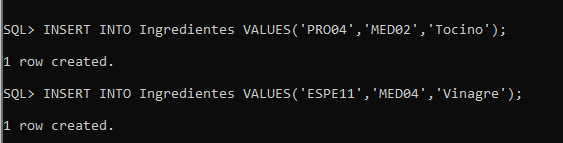 SQL> INSERT INTO Ingredientes VALUES('PRO04','MED02','Tocino');
1 row created.
SQL> INSERT INTO Ingredientes VALUES('ESPE11','MED04','Vinagre');
1 row created.